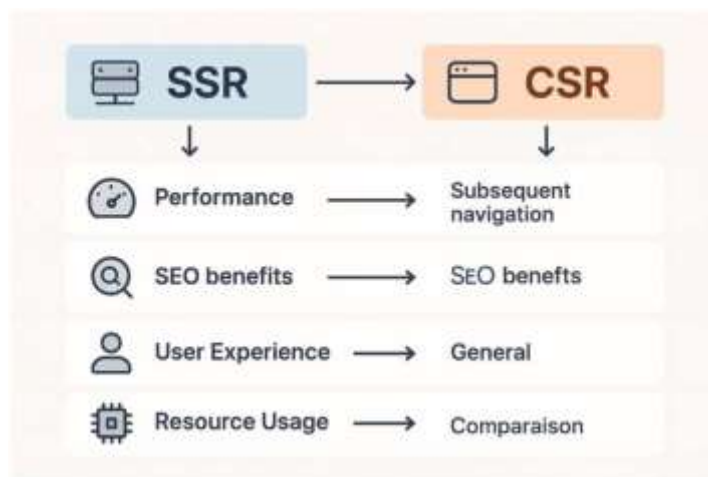 SSR CSR
Performance Subsequent
navigation
SEO benefits SEO benefts
User Experience General
Resource Usage Comparaison